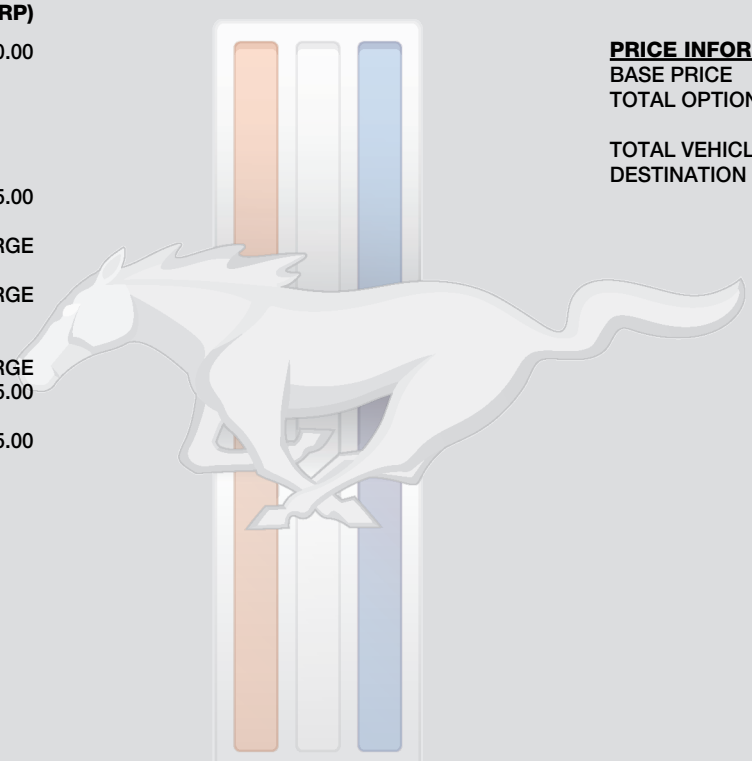 RP)
0.00
5.00
RGE
RGE
RGE
5.00
5.00
PRICE INFOR
BASE PRICE
TOTAL OPTION
TOTAL VEHICL
DESTINATION